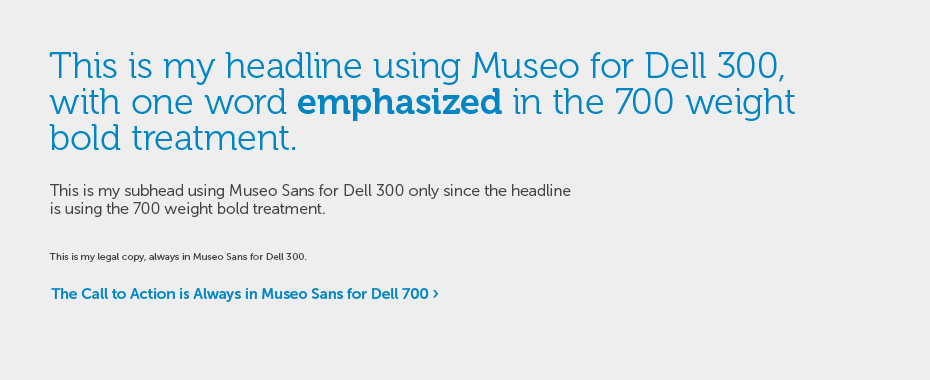 This is my headline using Museo for Dell 300,
with one word emphasized in the 700 weight
bold treatment.
This is my subhead using Museo Sans for Dell 300 only since the headline
is using the 700 weight bold treatment.
This is my legal copy, always in Museo Sans for Dell 300.
The Call to Action is Always in Museo Sans for Dell 700 ›